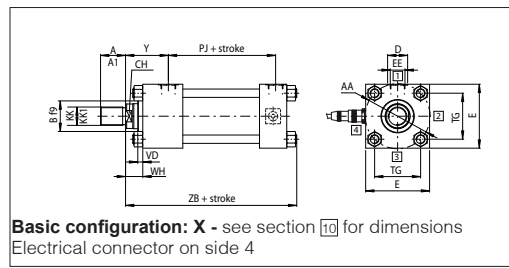 A
Y
PJ + stroke
D
A1
CH
EE
1
AA
B f9
KK
KK1
2
TG
E
4
3
VD
WH
TG
ZB + stroke
E
Basic configuration: X - see section 10 for dimensions
Electrical connector on side 4